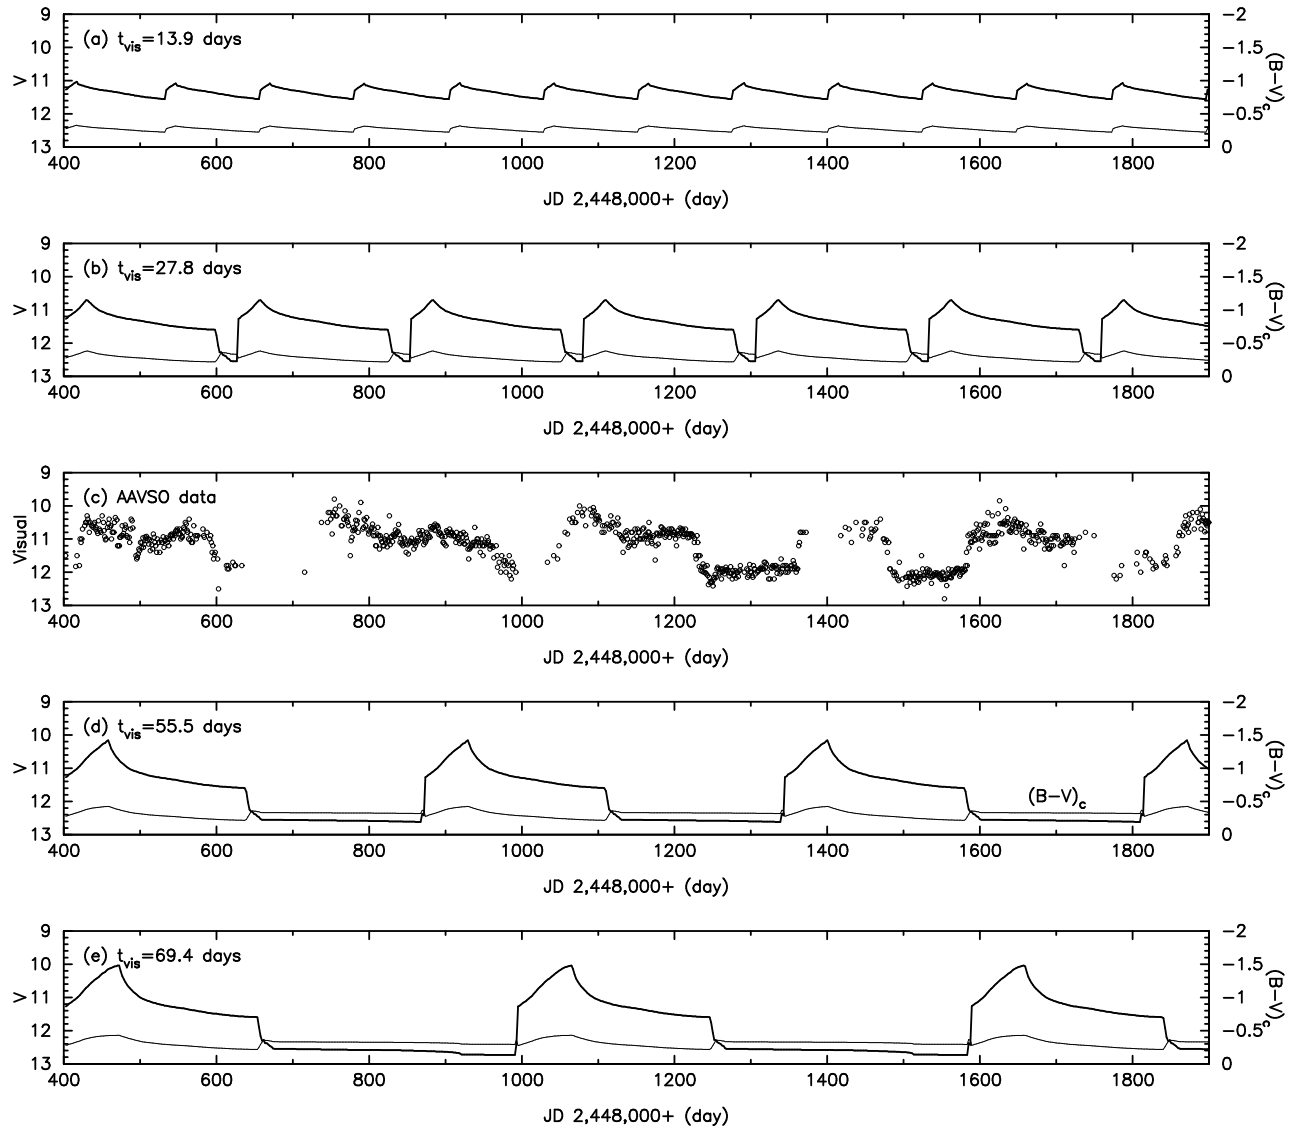 9 10 11 12 13
V
(a) t_vis=13.9 days
−2 −1.5 −1 −0.5 0
(B−V)_c
400 600 800 1000 1200 1400 1600 1800
JD 2,448,000+ (day)
9 10 11 12 13
V
(b) t_vis=27.8 days
−2 −1.5 −1 −0.5 0
(B−V)_c
400 600 800 1000 1200 1400 1600 1800
JD 2,448,000+ (day)
9 10 11 12 13
Visual
(c) AAVSO data
400 600 800 1000 1200 1400 1600 1800
JD 2,448,000+ (day)
9 10 11 12 13
V
(d) t_vis=55.5 days
(B−V)_c
−2 −1.5 −1 −0.5 0
(B−V)_c
400 600 800 1000 1200 1400 1600 1800
JD 2,448,000+ (day)
9 10 11 12 13
V
(e) t_vis=69.4 days
−2 −1.5 −1 −0.5 0
(B−V)_c
400 600 800 1000 1200 1400 1600 1800
JD 2,448,000+ (day)